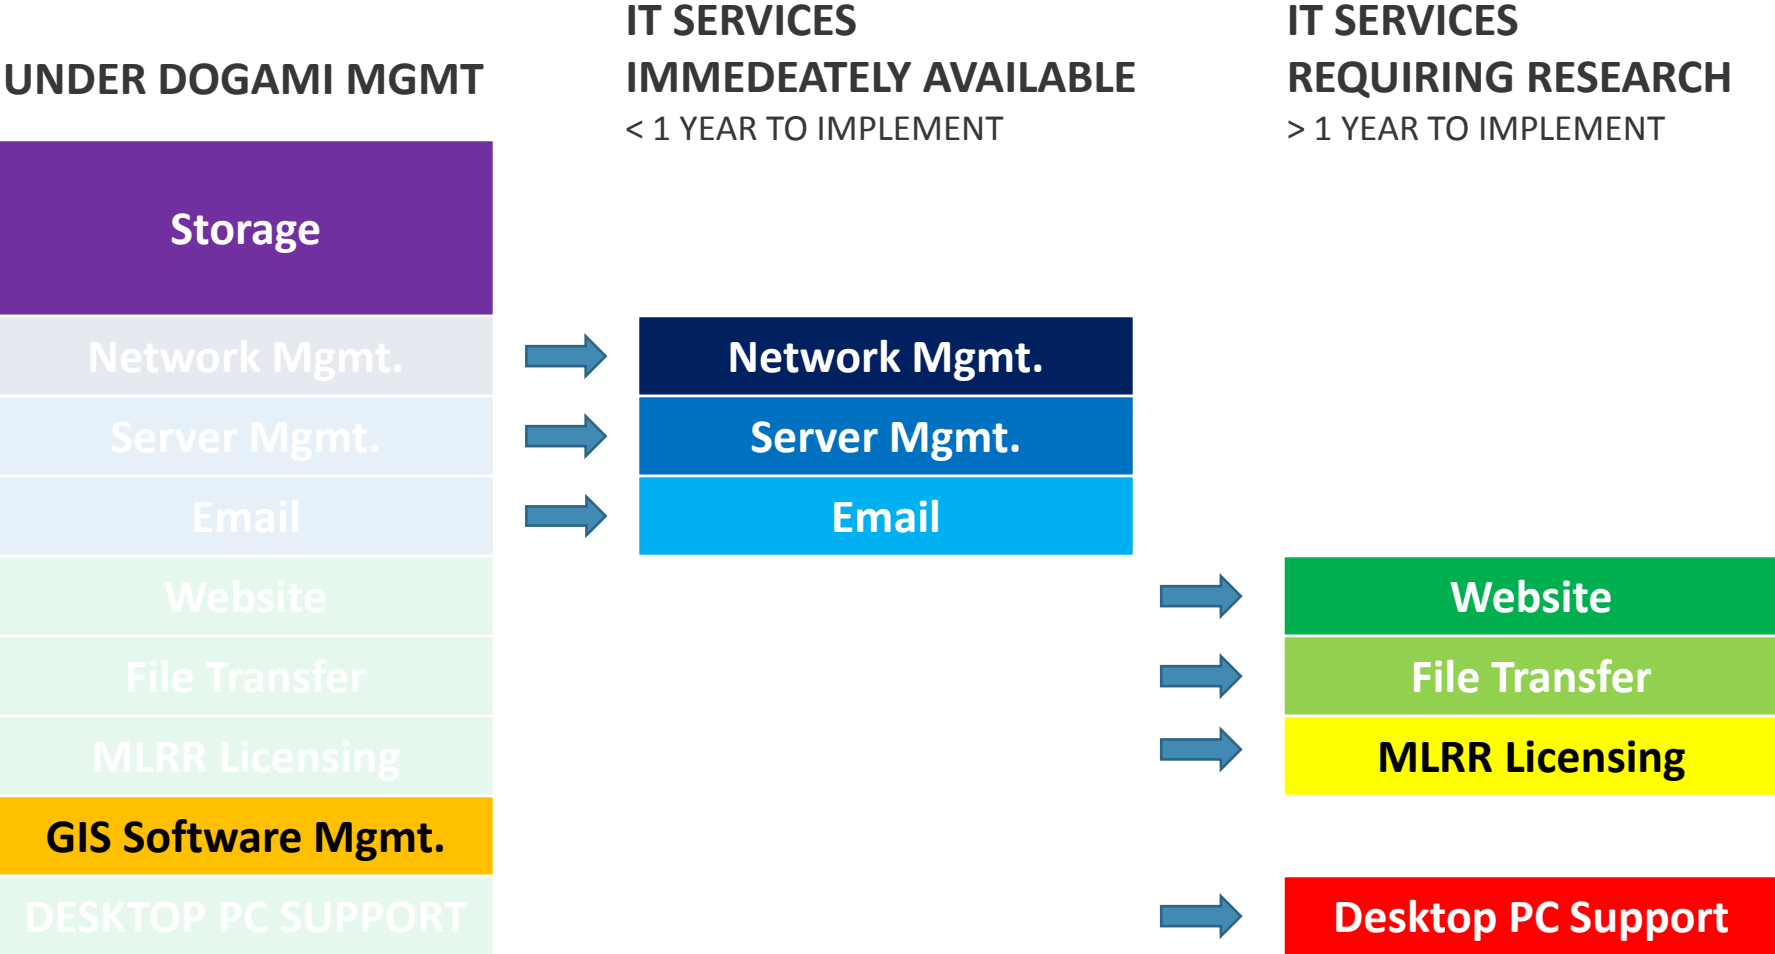 UNDER DOGAMI MGMT
IT SERVICES
IMMEDEATELY AVAILABLE
< 1 YEAR TO IMPLEMENT
IT SERVICES
REQUIRING RESEARCH
> 1 YEAR TO IMPLEMENT
Storage
Network Mgmt.
Server Mgmt.
Email
Website
File Transfer
MLRR Licensing
GIS Software Mgmt.
DESKTOP PC SUPPORT
Network Mgmt.
Server Mgmt.
Email
Website
File Transfer
MLRR Licensing
Desktop PC Support